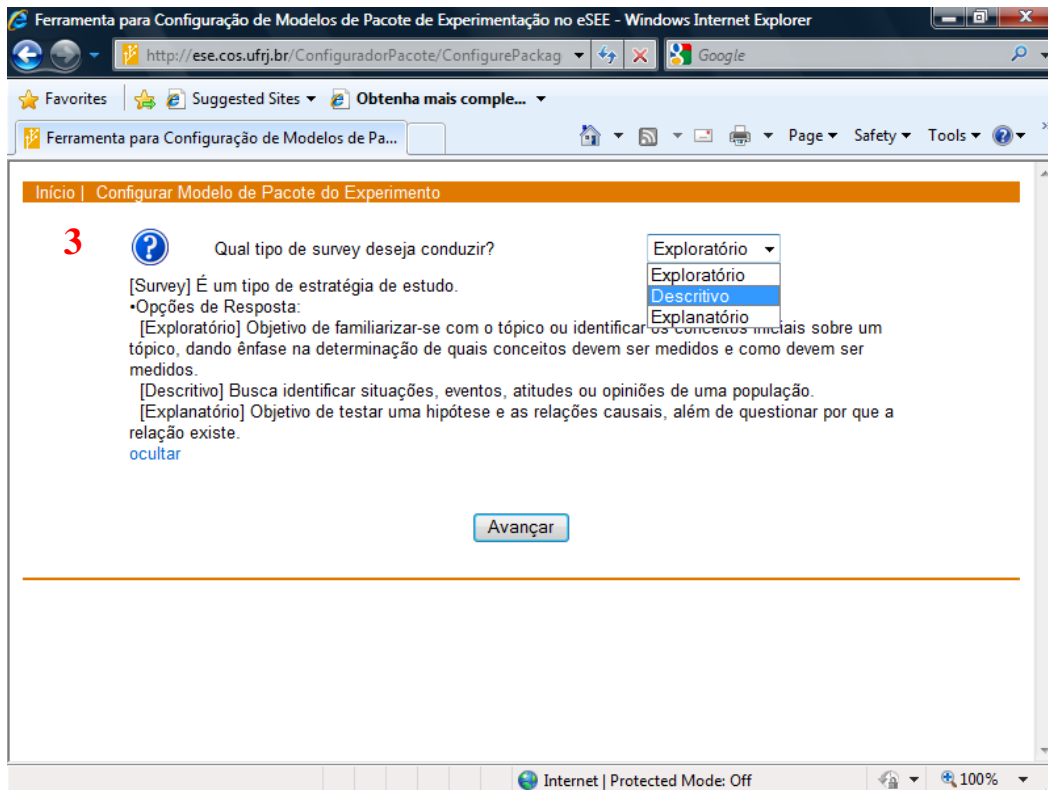 Ferramenta para Configuração de Modelos de Pacote de Experimentação no eSEE - Windows Internet Explorer
http://ese.cos.ufrj.br/ConfiguradorPacote/ConfigurePackag
Google
Favorites
Suggested Sites
Obtenha mais comple...
Ferramenta para Configuração de Modelos de Pa...
Page
Safety
Tools
»
Início | Configurar Modelo de Pacote do Experimento
3
Qual tipo de survey deseja conduzir?
Exploratório
Exploratório
Descritivo
Explanatório
[Survey] É um tipo de estratégia de estudo.
•Opções de Resposta:
[Exploratório] Objetivo de familiarizar-se com o tópico ou identificar os conceitos iniciais sobre um
tópico, dando ênfase na determinação de quais conceitos devem ser medidos e como devem ser
medidos.
[Descritivo] Busca identificar situações, eventos, atitudes ou opiniões de uma população.
[Explanatório] Objetivo de testar uma hipótese e as relações causais, além de questionar por que a
relação existe.
ocultar
Avançar
Internet | Protected Mode: Off
100%